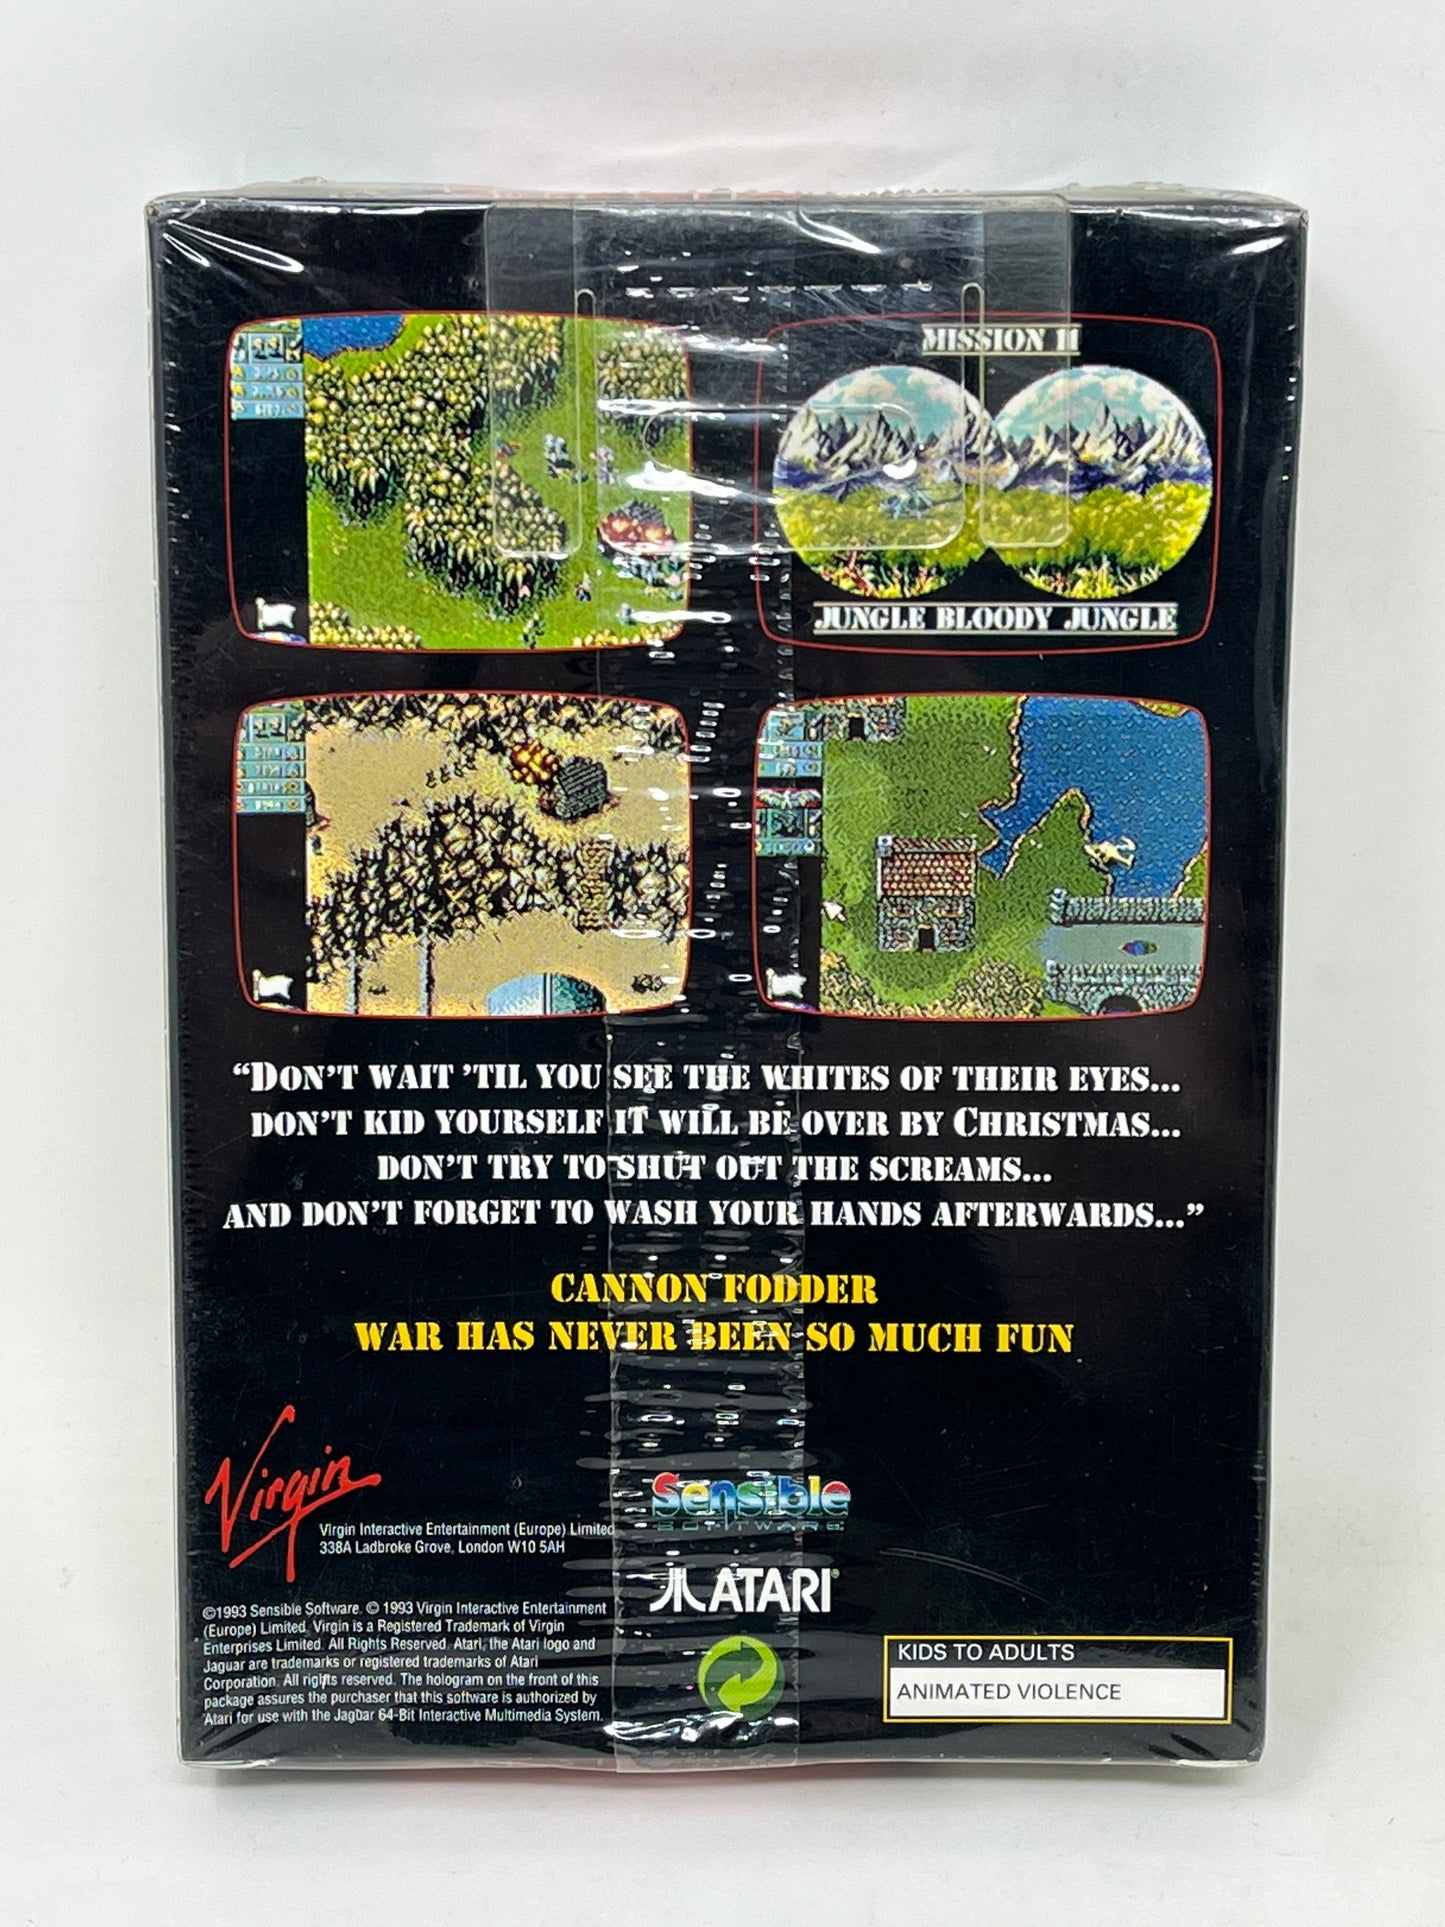 MISSION 11
JUNGLE BLOODY JUNGLE
“DON’T WAIT ’TIL YOU SEE THE WHITES OF THEIR EYES...
DON’T KID YOURSELF IT WILL BE OVER BY CHRISTMAS...
DON’T TRY TO SHUT OUT THE SCREAMS...
AND DON’T FORGET TO WASH YOUR HANDS AFTERWARDS...”
CANNON FODDER
WAR HAS NEVER BEEN SO MUCH FUN
Virgin
Virgin Interactive Entertainment (Europe) Limited
338A Ladbroke Grove, London W10 5AH
Sensible
SOFTWARE
ATARI®
©1993 Sensible Software. © 1993 Virgin Interactive Entertainment
(Europe) Limited. Virgin is a Registered Trademark of Virgin
Enterprises Limited. All Rights Reserved. Atari, the Atari logo and
Jaguar are trademarks or registered trademarks of Atari
Corporation. All rights reserved. The hologram on the front of this
package assures the purchaser that this software is authorized by
Atari for use with the Jaguar 64-Bit Interactive Multimedia System.
KIDS TO ADULTS
ANIMATED VIOLENCE